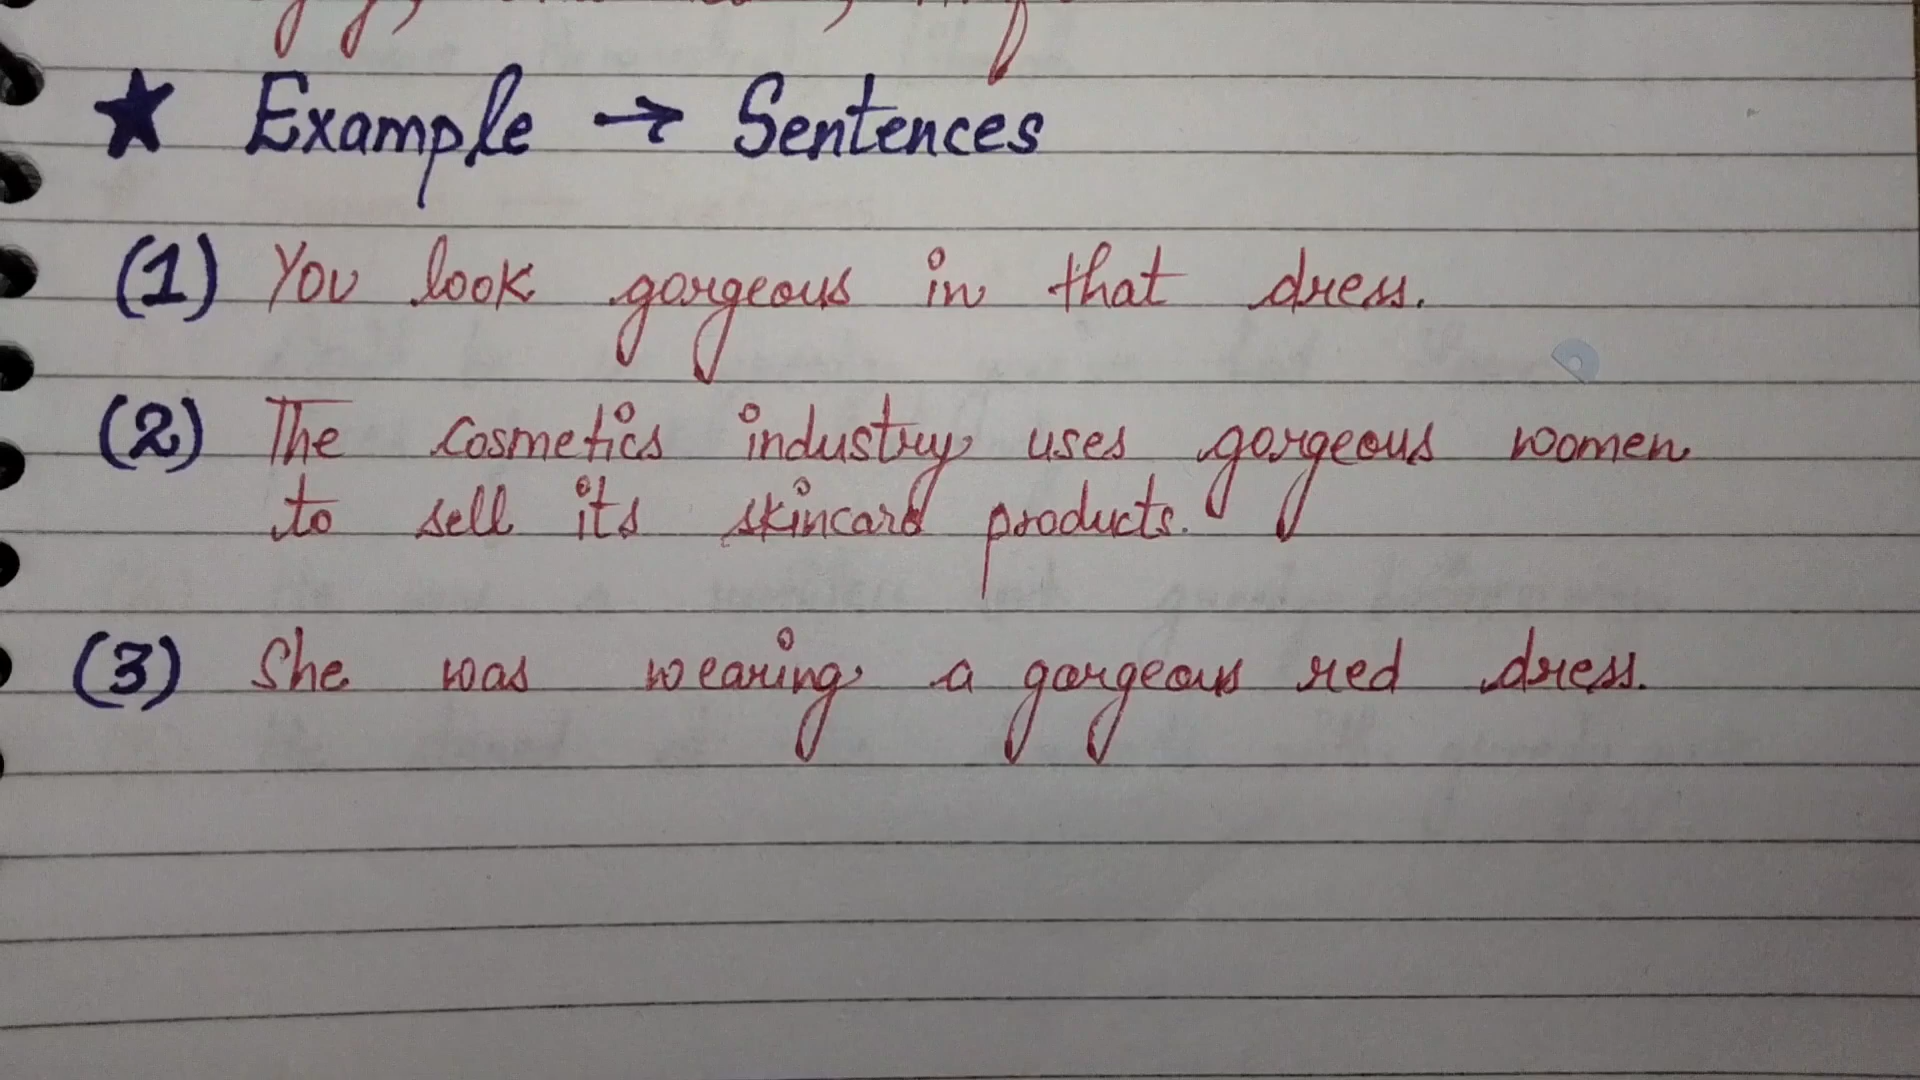 ★ Example → Sentences
(1) You look gorgeous in that dress.
(2) The cosmetics industry uses gorgeous women
to sell its skincare products.
(3) She was wearing a gorgeous red dress.